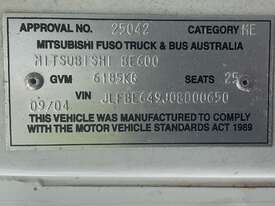 APPROVAL NO. 25042 CATEGORY ME
MITSUBISHI FUSO TRUCK & BUS AUSTRALIA
MITSUBISHI BE600
GVM 6185KG SEATS 25
VIN JLFBE649J0BD00650
09/04
THIS VEHICLE WAS MANUFACTURED TO COMPLY
WITH THE MOTOR VEHICLE STANDARDS ACT 1989